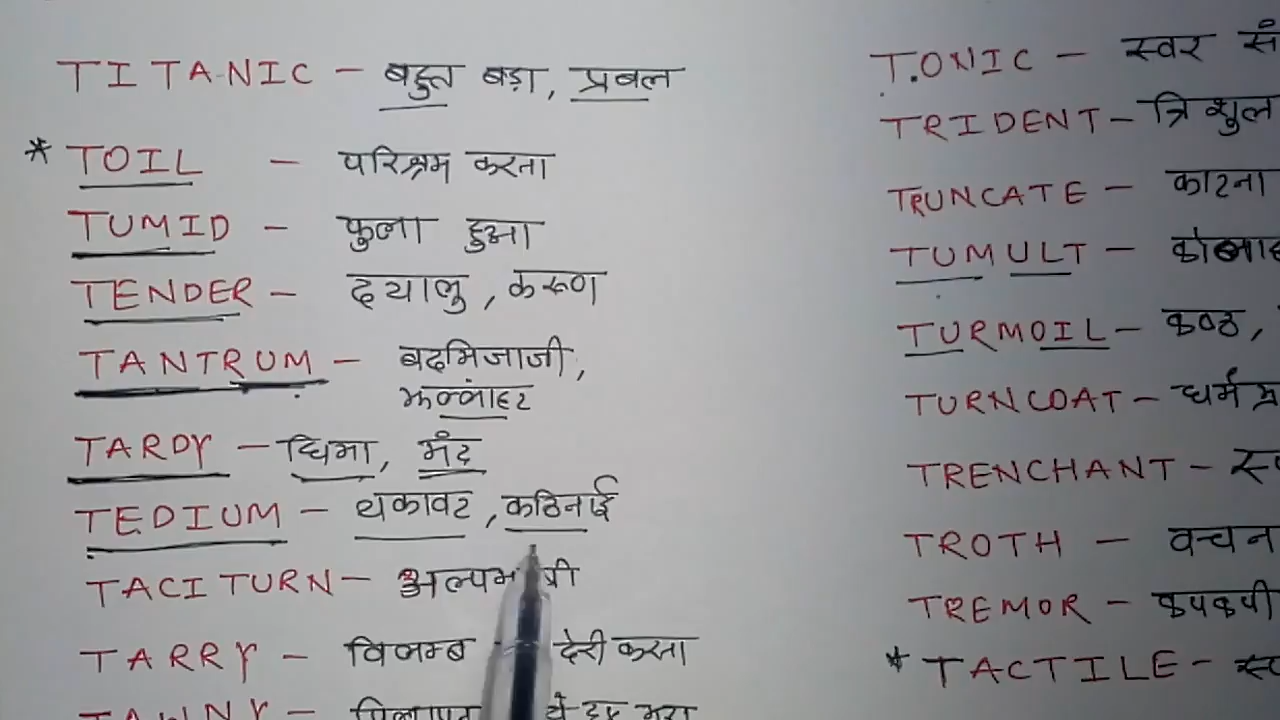 TITANIC - बहुत बड़ा, प्रबल
* TOIL - परिश्रम करना
TUMID - फुला हुआ
TENDER - दयालु, करूण
TANTRUM - बदमिजाजी,
झल्लाहट
TARDY - धिमा, मंद
TEDIUM - थकावट, कठिनाई
TACITURN -
TARRY - विलम्ब देरी करना
TAWNY -
TONIC - स्वर
TRIDENT - त्रिशुल
TRUNCATE - काटना
TUMULT -
TURMOIL - कष्ठ,
TURNCOAT - धर्म
TRENCHANT -
TROTH - वचन
TREMOR - कपकपी
* TACTILE -